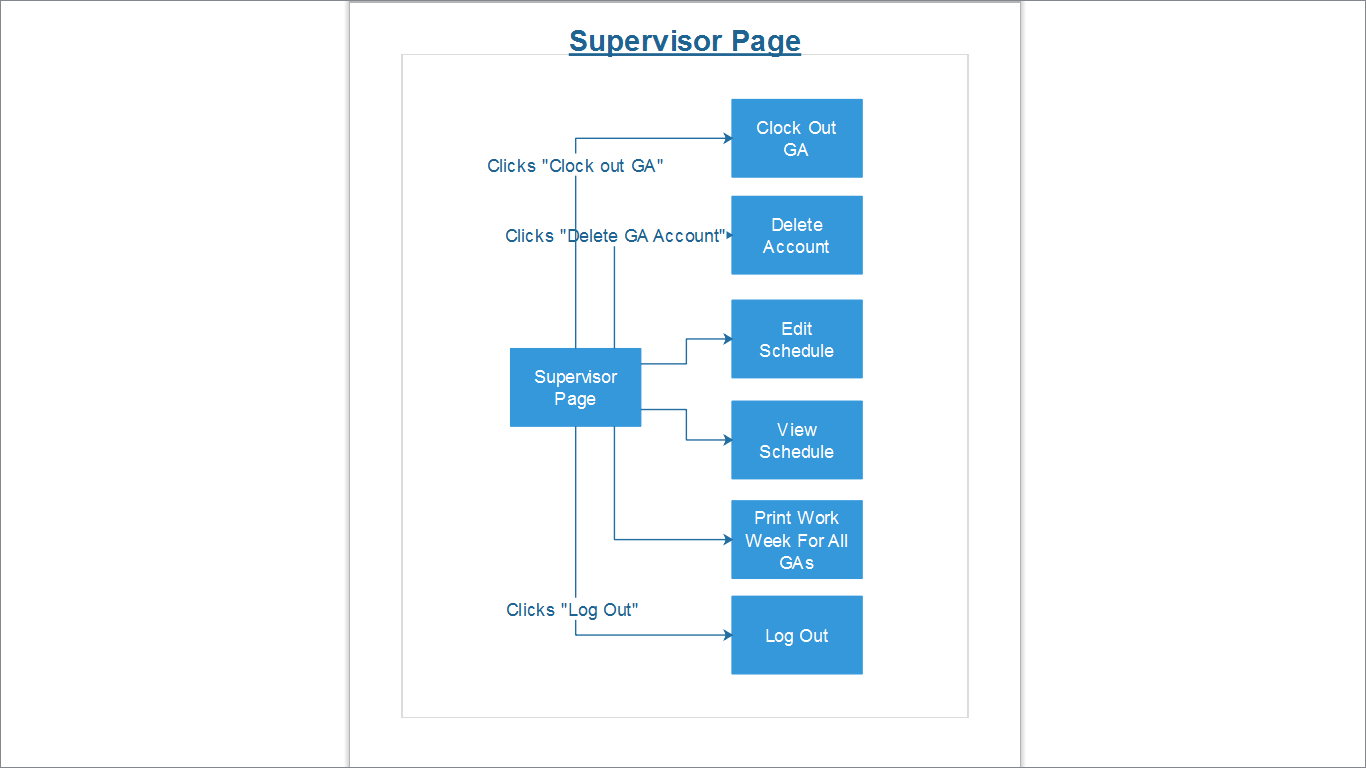 Supervisor Page
Clock Out
GA
Clicks "Clock out GA"
Delete
Account
Clicks "Delete GA Account"
Edit
Schedule
Supervisor
Page
View
Schedule
Print Work
Week For All
GAs
Clicks "Log Out"
Log Out